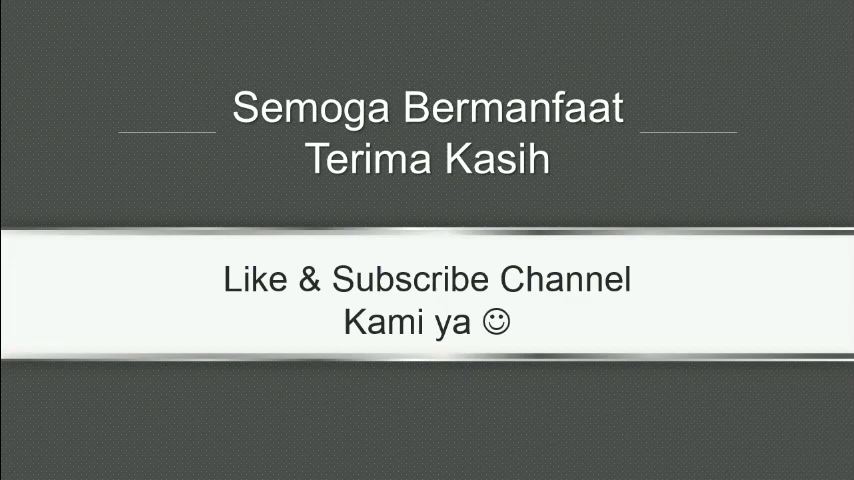 Semoga Bermanfaat
Terima Kasih
Like & Subscribe Channel
Kami ya ☺